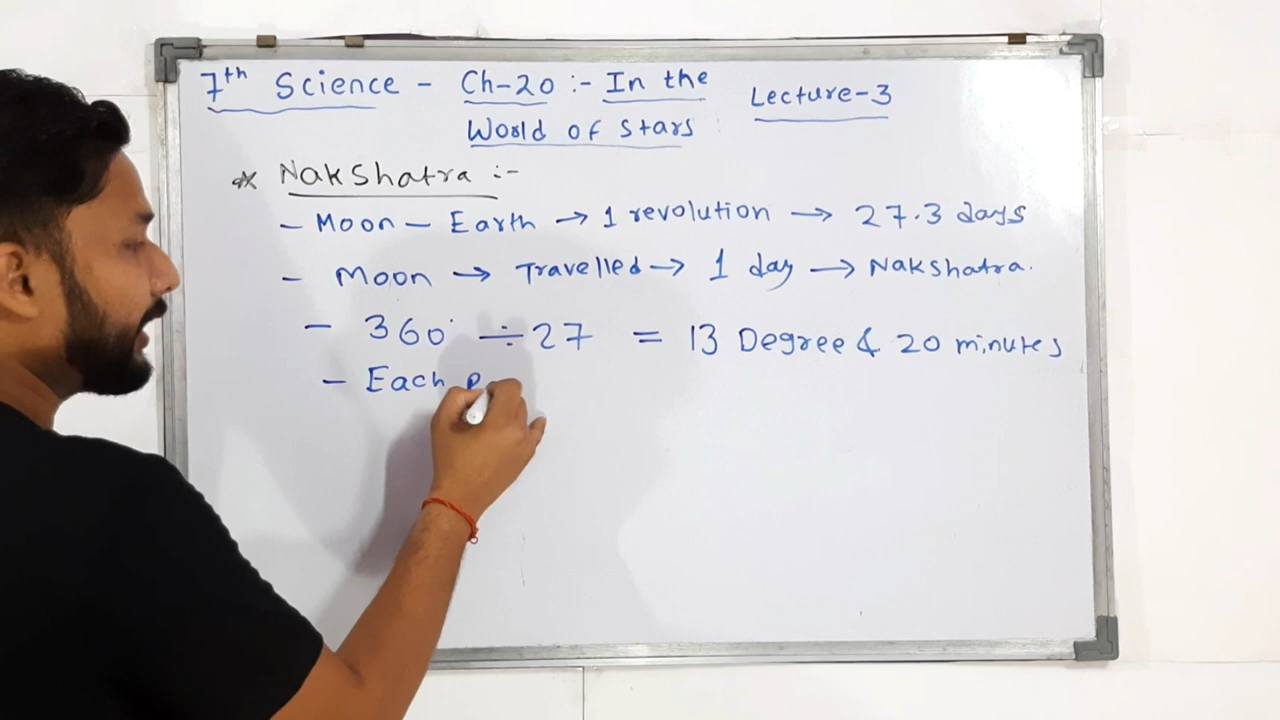 7th Science - Ch-20 :- In the World of Stars
Lecture-3
* Nakshatra :-
- Moon - Earth → 1 revolution → 27.3 days
- Moon → Travelled → 1 day → Nakshatra.
- 360° ÷ 27 = 13 Degree & 20 minutes
- Each